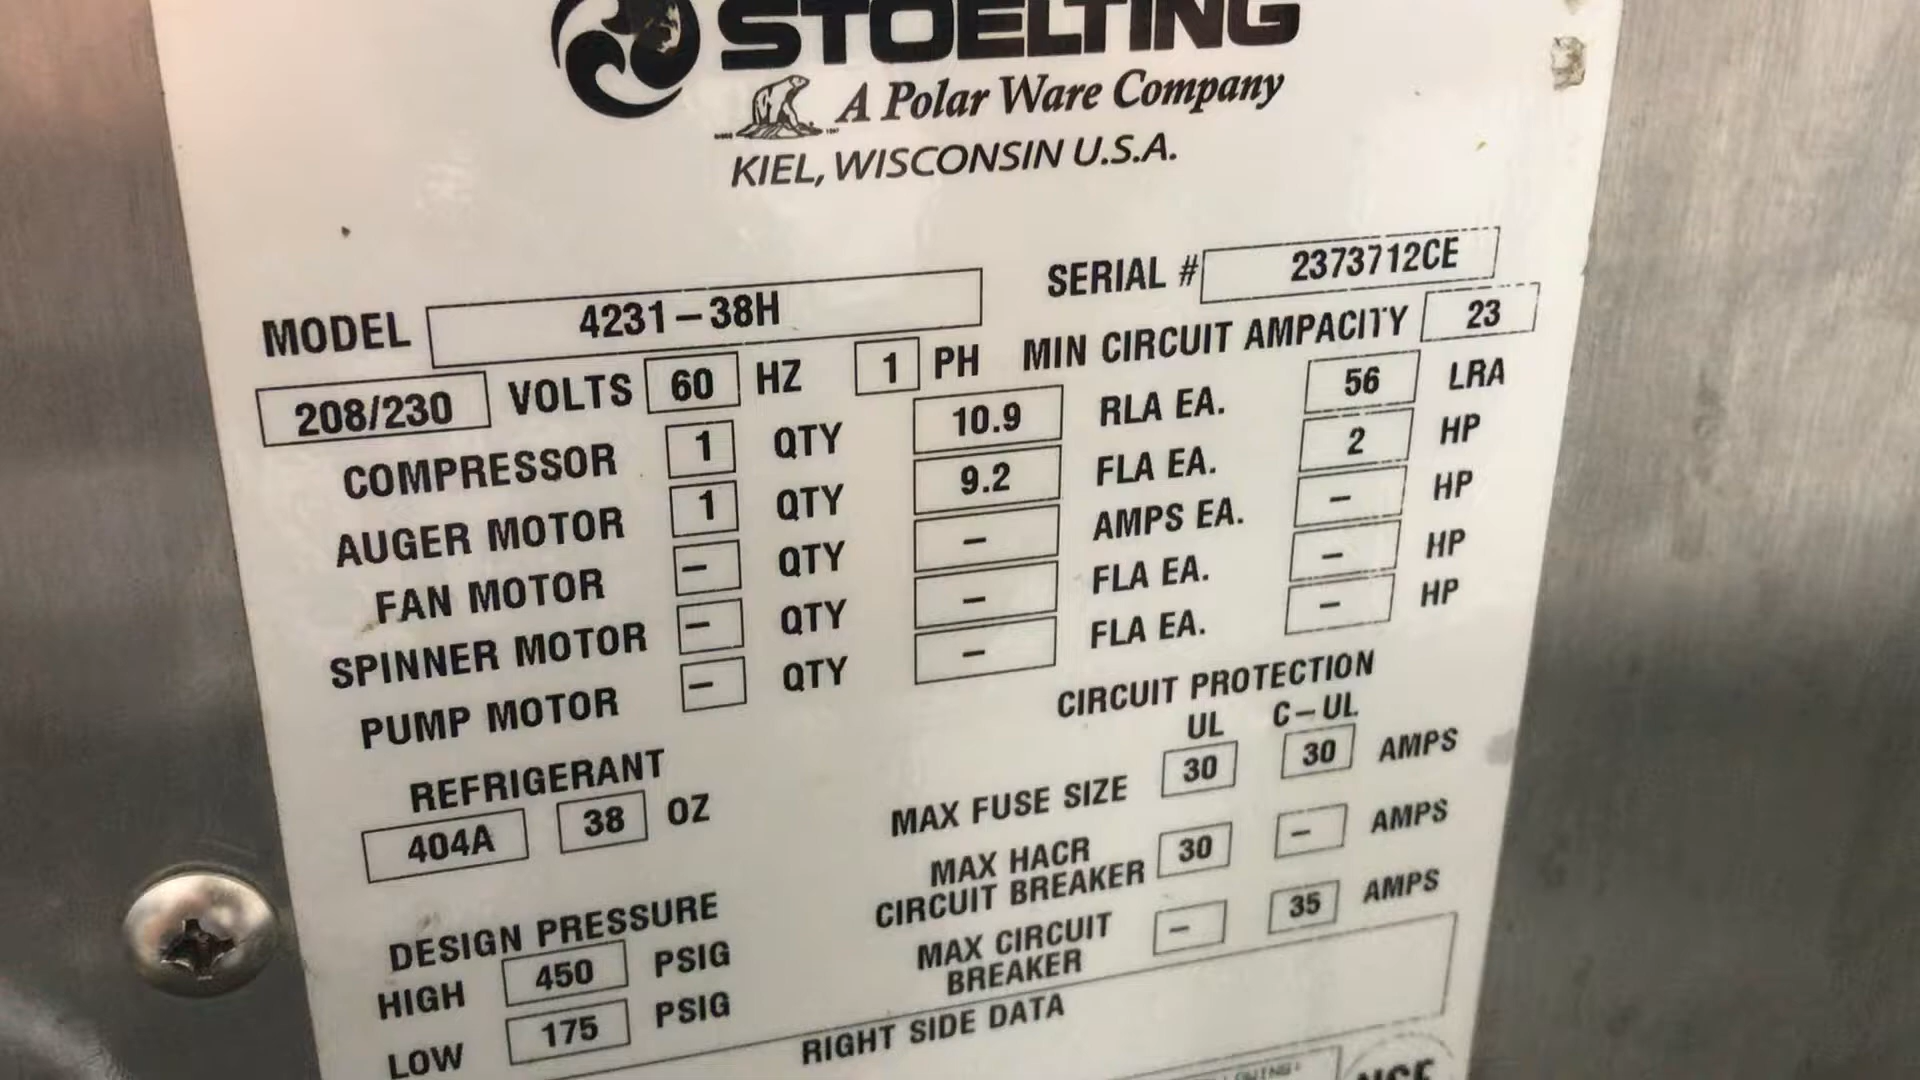 STOELTING
A Polar Ware Company
KIEL, WISCONSIN U.S.A.
MODEL 4231-38H SERIAL # 2373712CE
208/230 VOLTS 60 HZ 1 PH MIN CIRCUIT AMPACITY 23
COMPRESSOR 1 QTY 10.9 RLA EA. 56 LRA
AUGER MOTOR 1 QTY 9.2 FLA EA. 2 HP
FAN MOTOR - QTY - AMPS EA. - HP
SPINNER MOTOR - QTY - FLA EA. - HP
PUMP MOTOR - QTY - FLA EA. - HP
REFRIGERANT
404A 38 OZ
DESIGN PRESSURE
HIGH 450 PSIG
LOW 175 PSIG
CIRCUIT PROTECTION
UL C-UL
MAX FUSE SIZE 30 30 AMPS
MAX HACR
CIRCUIT BREAKER 30 - AMPS
MAX CIRCUIT
BREAKER - 35 AMPS
RIGHT SIDE DATA
NSF